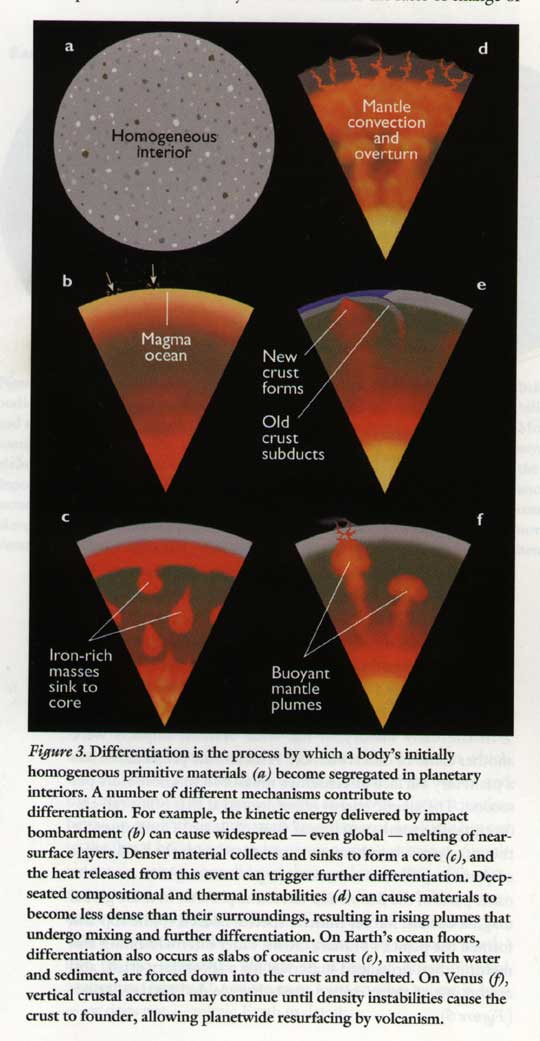 a
Homogeneous
interior
d
Mantle
convection
and
overturn
b
Magma
ocean
e
New
crust
forms
Old
crust
subducts
c
Iron-rich
masses
sink to
core
f
Buoyant
mantle
plumes
Figure 3. Differentiation is the process by which a body's initially
homogeneous primitive materials (a) become segregated in planetary
interiors. A number of different mechanisms contribute to
differentiation. For example, the kinetic energy delivered by impact
bombardment (b) can cause widespread — even global — melting of near-
surface layers. Denser material collects and sinks to form a core (c), and
the heat released from this event can trigger further differentiation. Deep-
seated compositional and thermal instabilities (d) can cause materials to
become less dense than their surroundings, resulting in rising plumes that
undergo mixing and further differentiation. On Earth's ocean floors,
differentiation also occurs as slabs of oceanic crust (e), mixed with water
and sediment, are forced down into the crust and remelted. On Venus (f),
vertical crustal accretion may continue until density instabilities cause the
crust to founder, allowing planetwide resurfacing by volcanism.